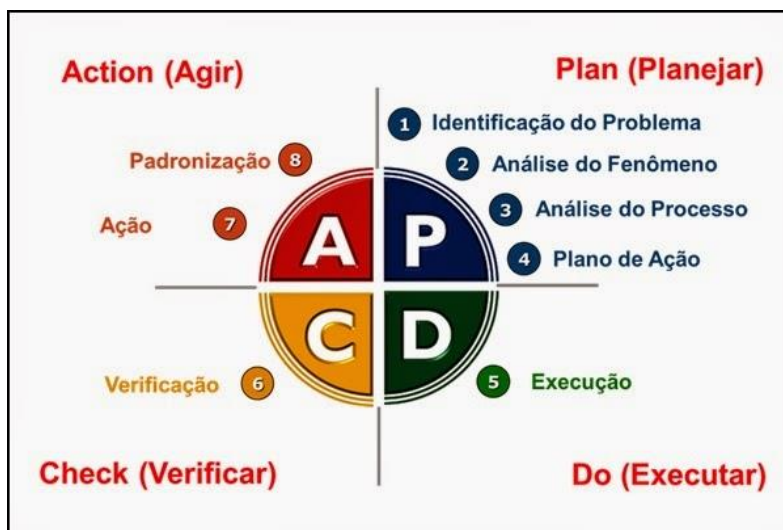 Action (Agir)
Plan (Planejar)
1 Identificação do Problema
2 Análise do Fenômeno
3 Análise do Processo
4 Plano de Ação
Padronização 8
Ação 7
A P
C D
Verificação 6
5 Execução
Check (Verificar)
Do (Executar)